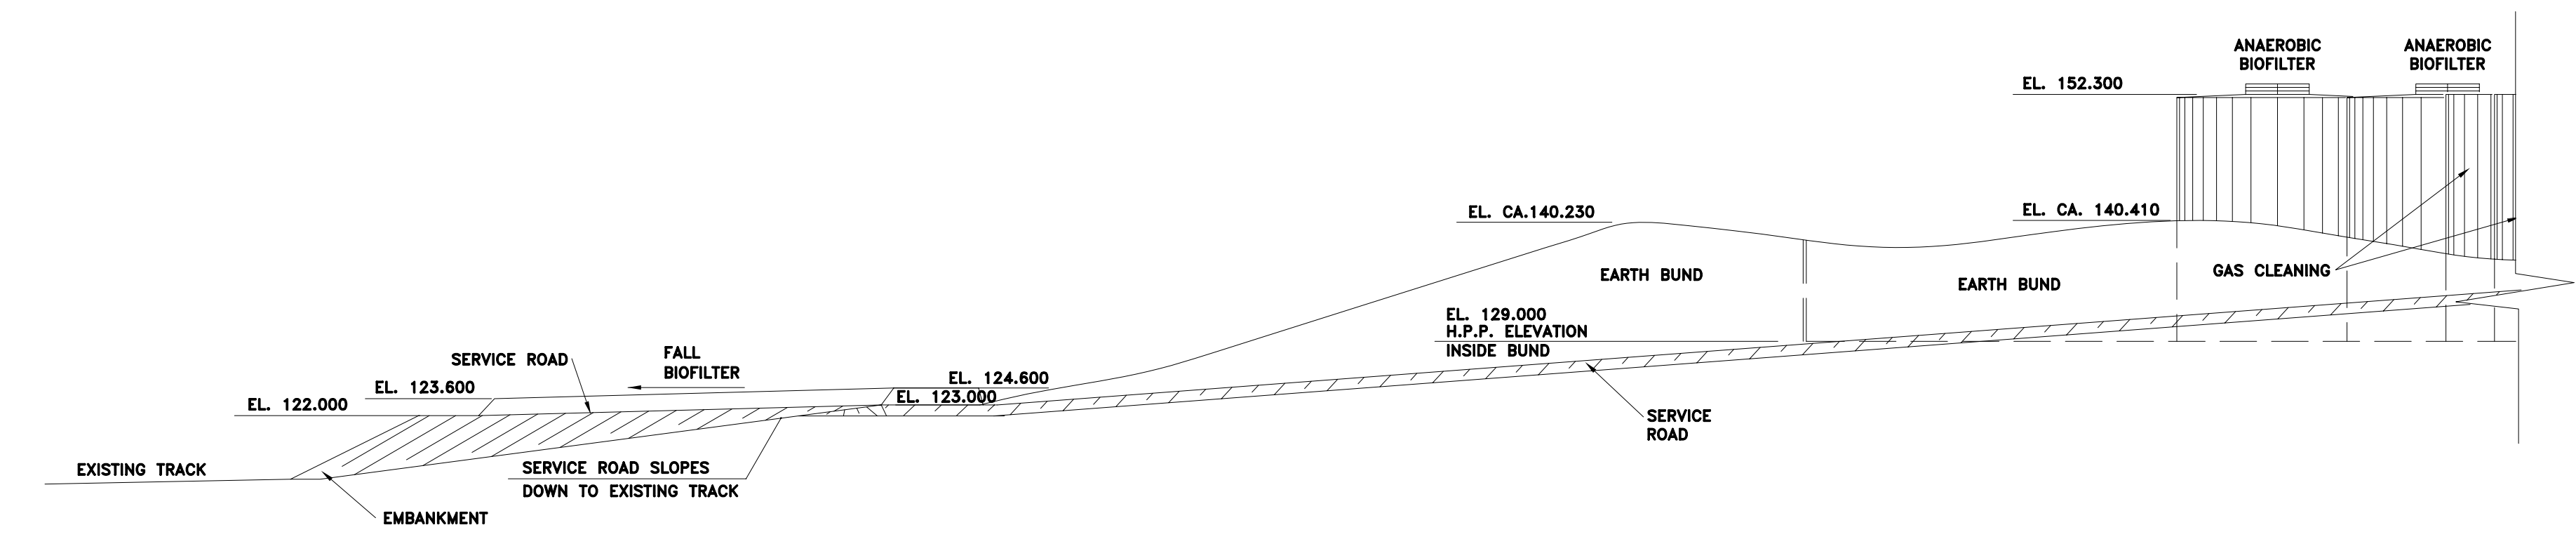 ANAEROBIC
BIOFILTER
ANAEROBIC
BIOFILTER
EL. 152.300
EL. CA.140.230
EL. CA. 140.410
GAS CLEANING
EARTH BUND
EARTH BUND
EL. 129.000
H.P.P. ELEVATION
INSIDE BUND
SERVICE ROAD
FALL
BIOFILTER
EL. 123.600
EL. 124.600
EL. 123.000
EL. 122.000
SERVICE
ROAD
EXISTING TRACK
SERVICE ROAD SLOPES
DOWN TO EXISTING TRACK
EMBANKMENT